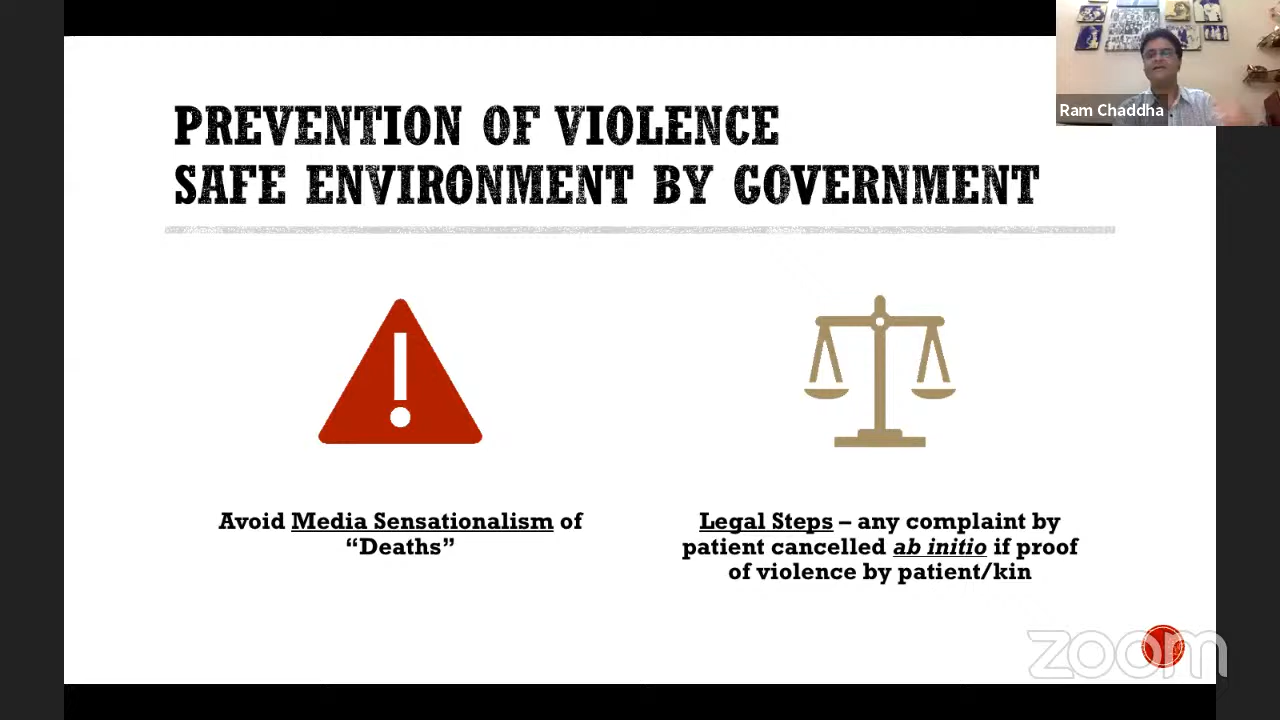 PREVENTION OF VIOLENCE
SAFE ENVIRONMENT BY GOVERNMENT
Ram Chaddha
Avoid Media Sensationalism of
“Deaths”
Legal Steps – any complaint by
patient cancelled ab initio if proof
of violence by patient/kin
zoom